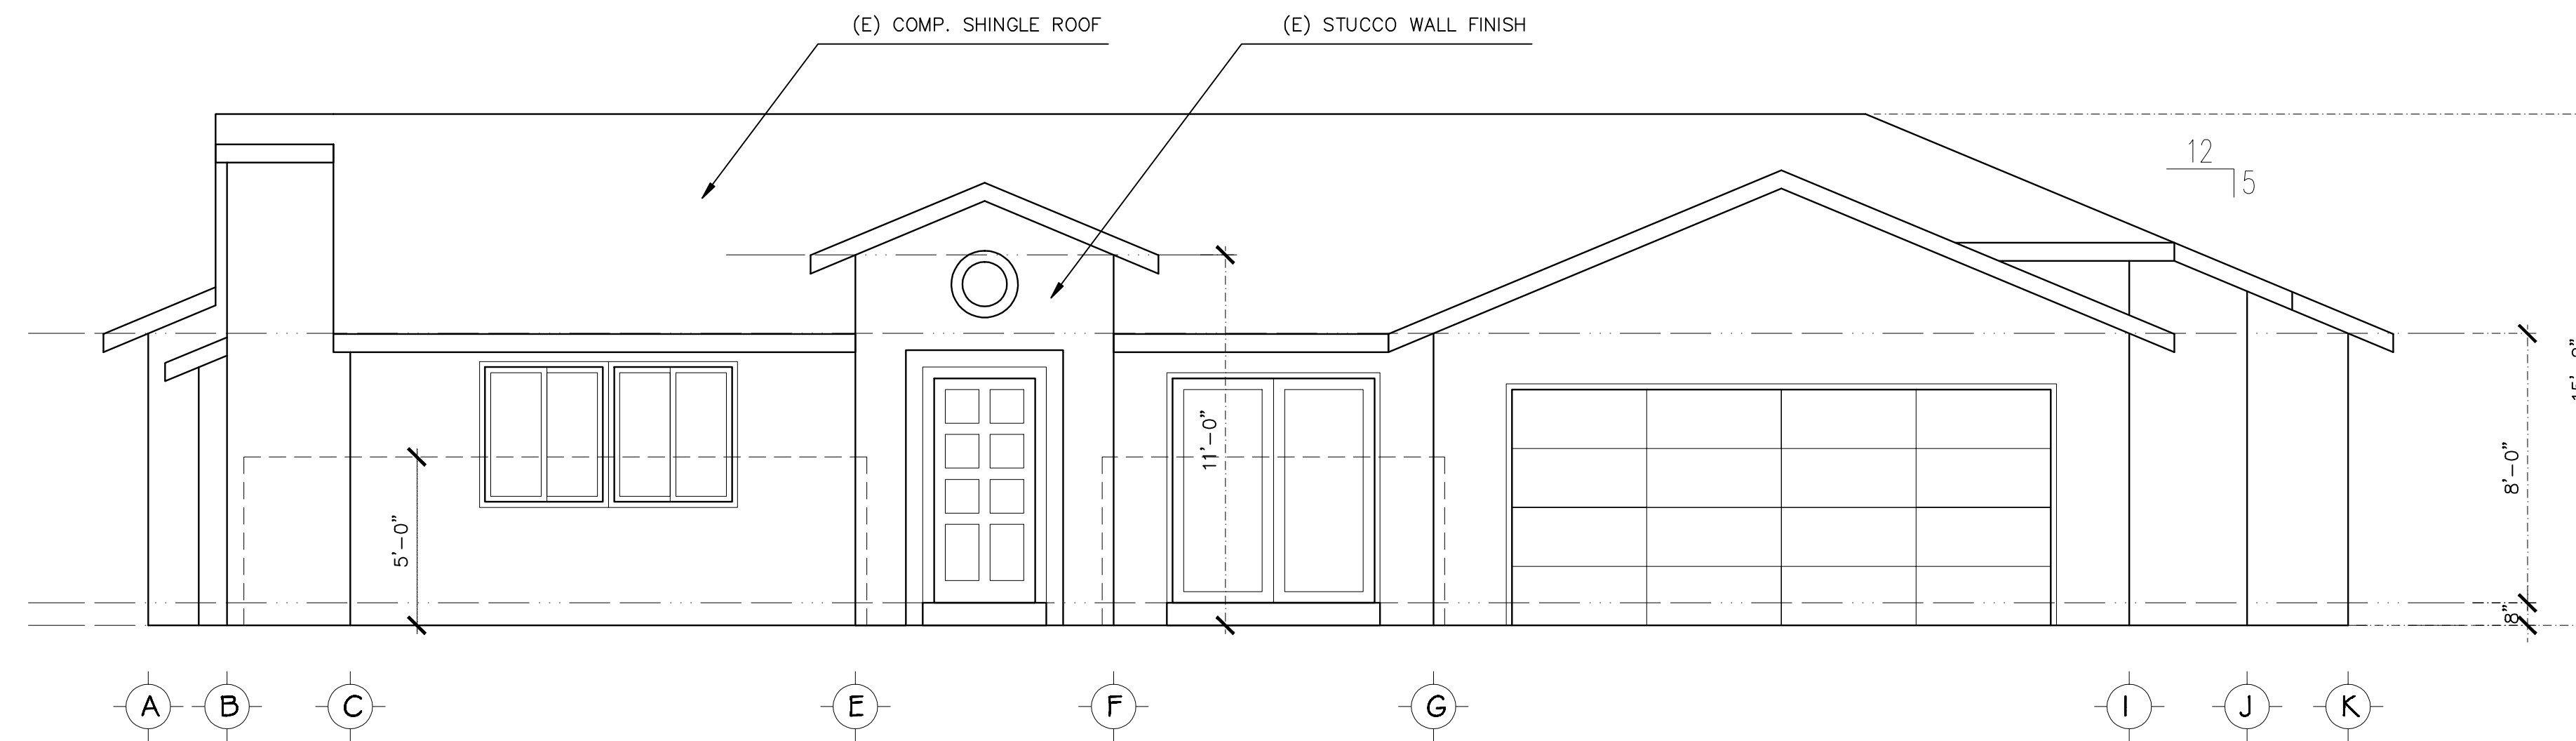 (E) COMP. SHINGLE ROOF
(E) STUCCO WALL FINISH
12
5
11'-0"
5'-0"
8'-0"
8"
A
B
C
E
F
G
I
J
K